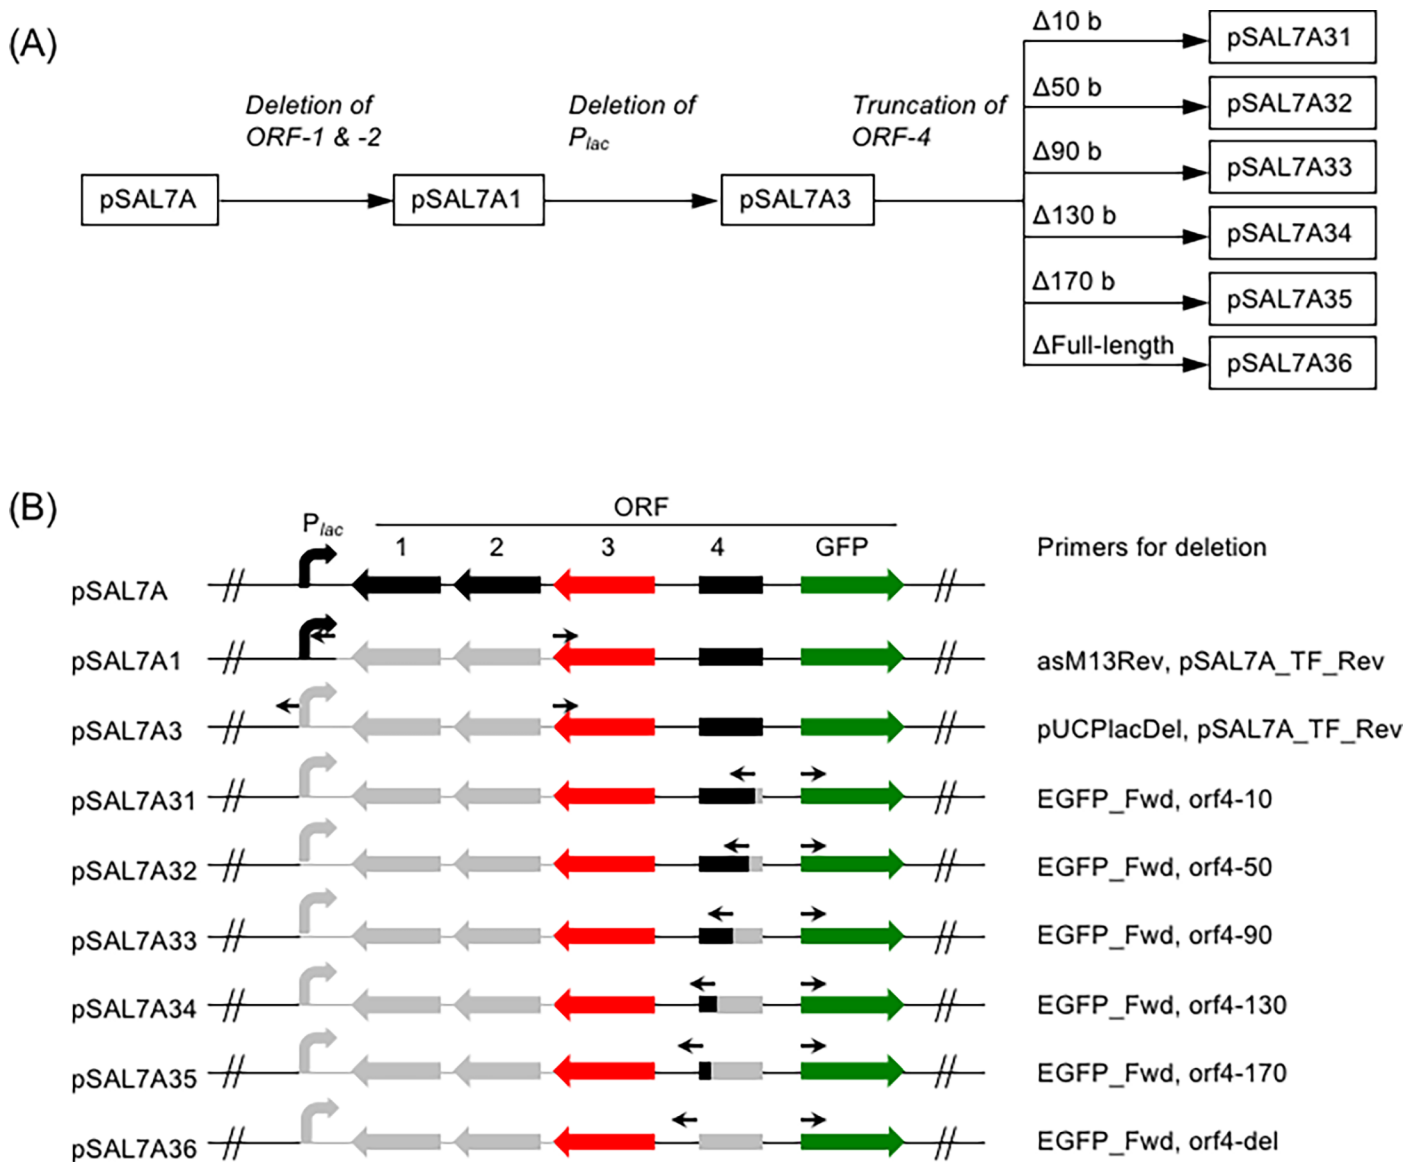 (A)
Deletion of
ORF-1 & -2
Deletion of
Plac
Truncation of
ORF-4
pSAL7A
pSAL7A1
pSAL7A3
Δ10 b
pSAL7A31
Δ50 b
pSAL7A32
Δ90 b
pSAL7A33
Δ130 b
pSAL7A34
Δ170 b
pSAL7A35
ΔFull-length
pSAL7A36
(B)
Plac
ORF
1 2 3 4 GFP
Primers for deletion
pSAL7A
pSAL7A1 asM13Rev, pSAL7A_TF_Rev
pSAL7A3 pUCPlacDel, pSAL7A_TF_Rev
pSAL7A31 EGFP_Fwd, orf4-10
pSAL7A32 EGFP_Fwd, orf4-50
pSAL7A33 EGFP_Fwd, orf4-90
pSAL7A34 EGFP_Fwd, orf4-130
pSAL7A35 EGFP_Fwd, orf4-170
pSAL7A36 EGFP_Fwd, orf4-del